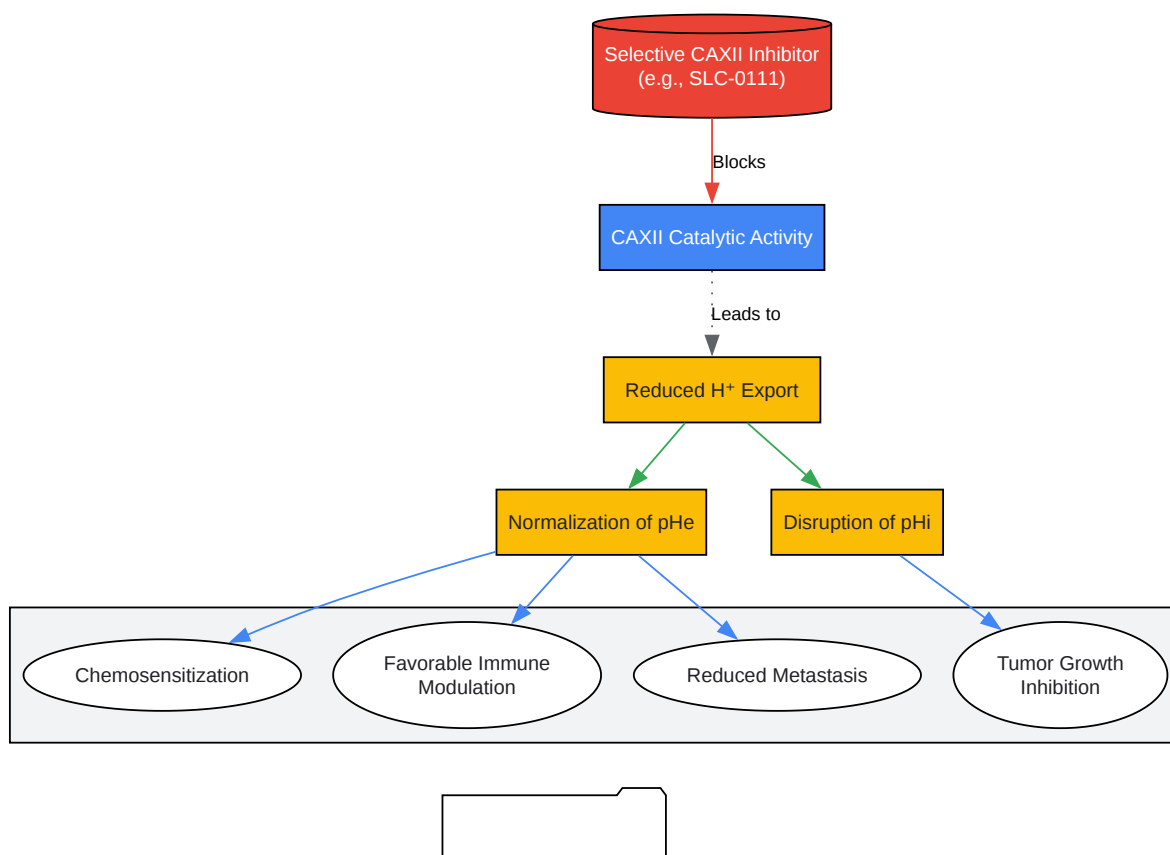 Selective CAXII Inhibitor
(e.g., SLC-0111)
Blocks
CAXII Catalytic Activity
Leads to
Reduced H⁺ Export
Normalization of pHe
Disruption of pHi
Chemosensitization
Favorable Immune
Modulation
Reduced Metastasis
Tumor Growth
Inhibition